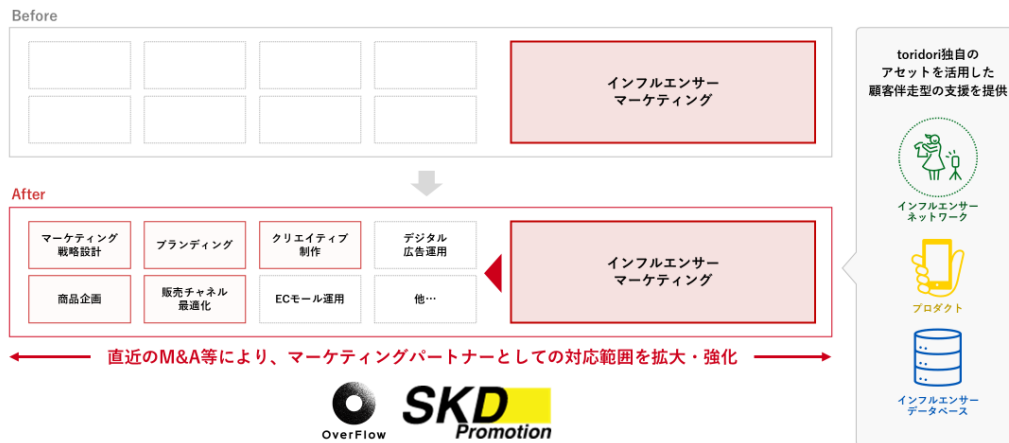 Before
インフルエンサー
マーケティング
After
マーケティング
戦略設計
ブランディング
クリエイティブ
制作
デジタル
広告運用
商品企画
販売チャネル
最適化
ECモール運用
他…
インフルエンサー
マーケティング
直近のM&A等により、マーケティングパートナーとしての対応範囲を拡大・強化
OverFlow
SKD
Promotion
toridori独自の
アセットを活用した
顧客伴走型の支援を提供
インフルエンサー
ネットワーク
プロダクト
インフルエンサー
データベース